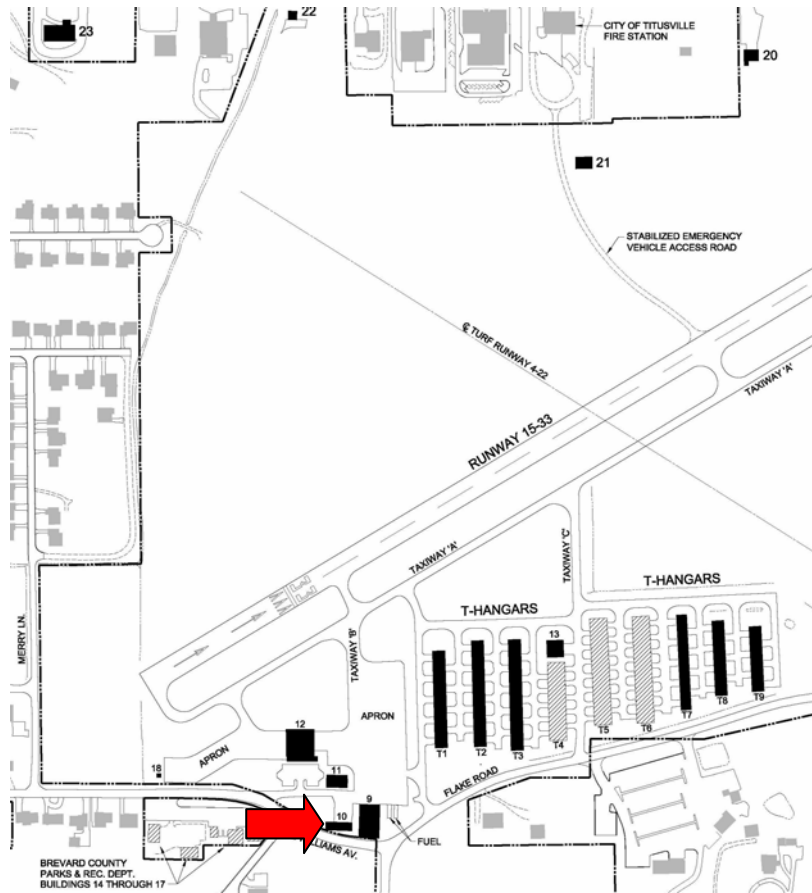 23
22
CITY OF TITUSVILLE
FIRE STATION
20
21
STABILIZED EMERGENCY
VEHICLE ACCESS ROAD
℄ TURF RUNWAY 4-22
TAXIWAY 'A'
RUNWAY 15-33
TAXIWAY 'A'
TAXIWAY 'C'
T-HANGARS
T-HANGARS
MERRY LN.
TAXIWAY 'B'
13
APRON
12
T1
T2
T3
T4
T5
T6
T7
T8
T9
18
APRON
11
FLAKE ROAD
9
10
FUEL
LLIAMS AV.
BREVARD COUNTY
PARKS & REC. DEPT.
BUILDINGS 14 THROUGH 17